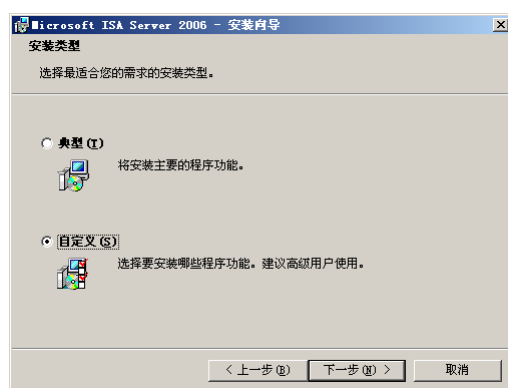 Microsoft ISA Server 2006 - 安装向导
安装类型
选择最适合您的需求的安装类型。
典型(T)
将安装主要的程序功能。
自定义(S)
选择要安装哪些程序功能。建议高级用户使用。
< 上一步(B)
下一步(N) >
取消